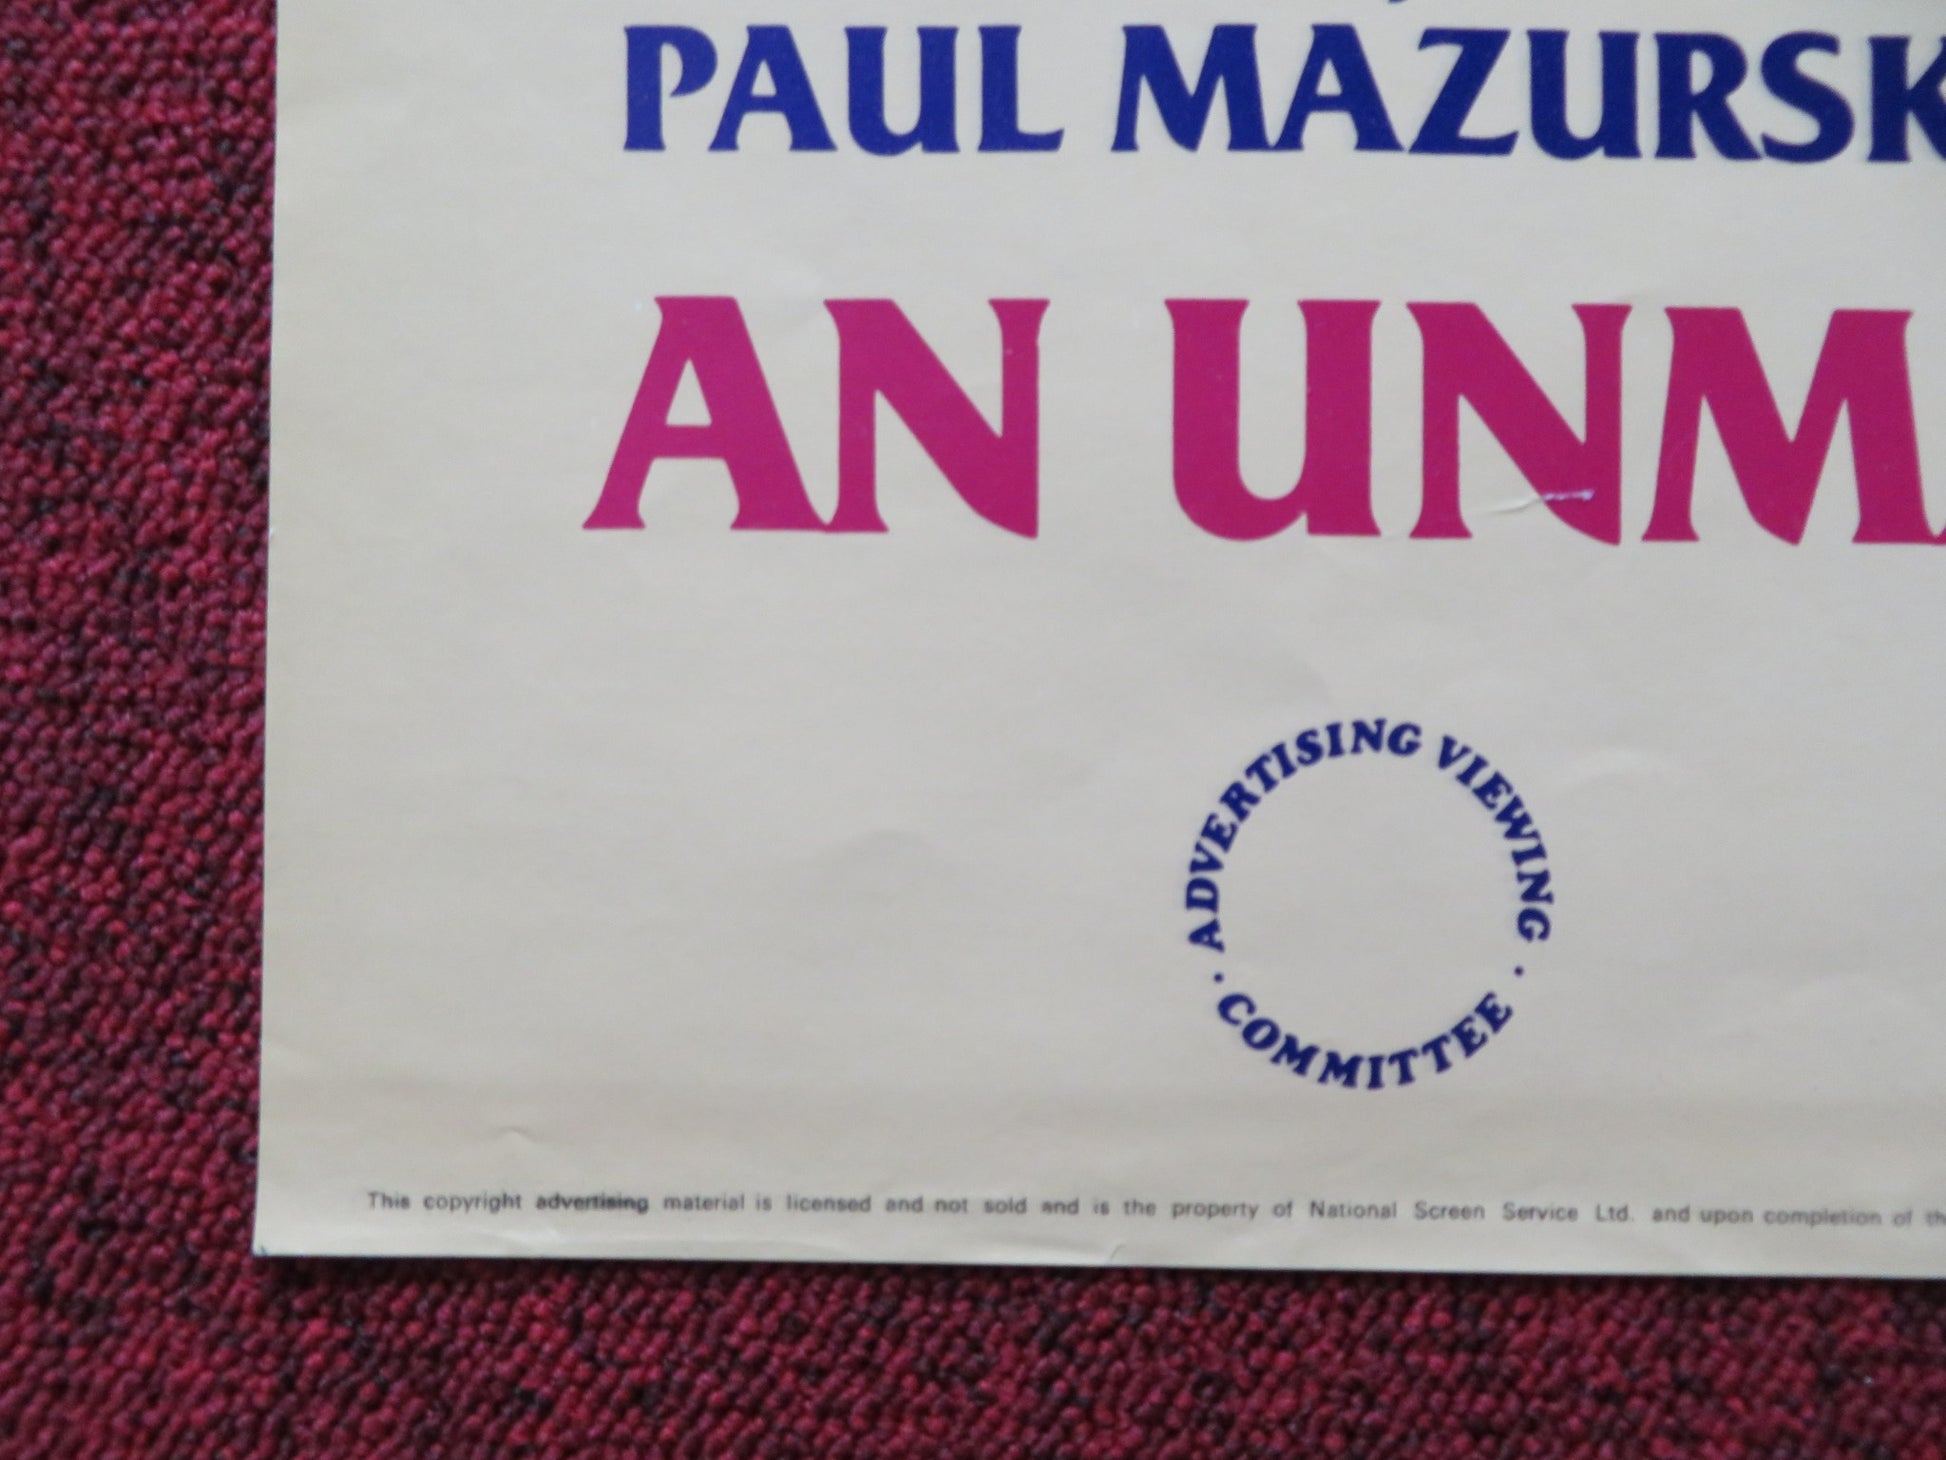 PAUL MAZURSK
AN UNMA
ADVERTISING VIEWING
· COMMITTEE ·
This copyright advertising material is licensed and not sold and is the property of National Screen Service Ltd. and upon completion of th